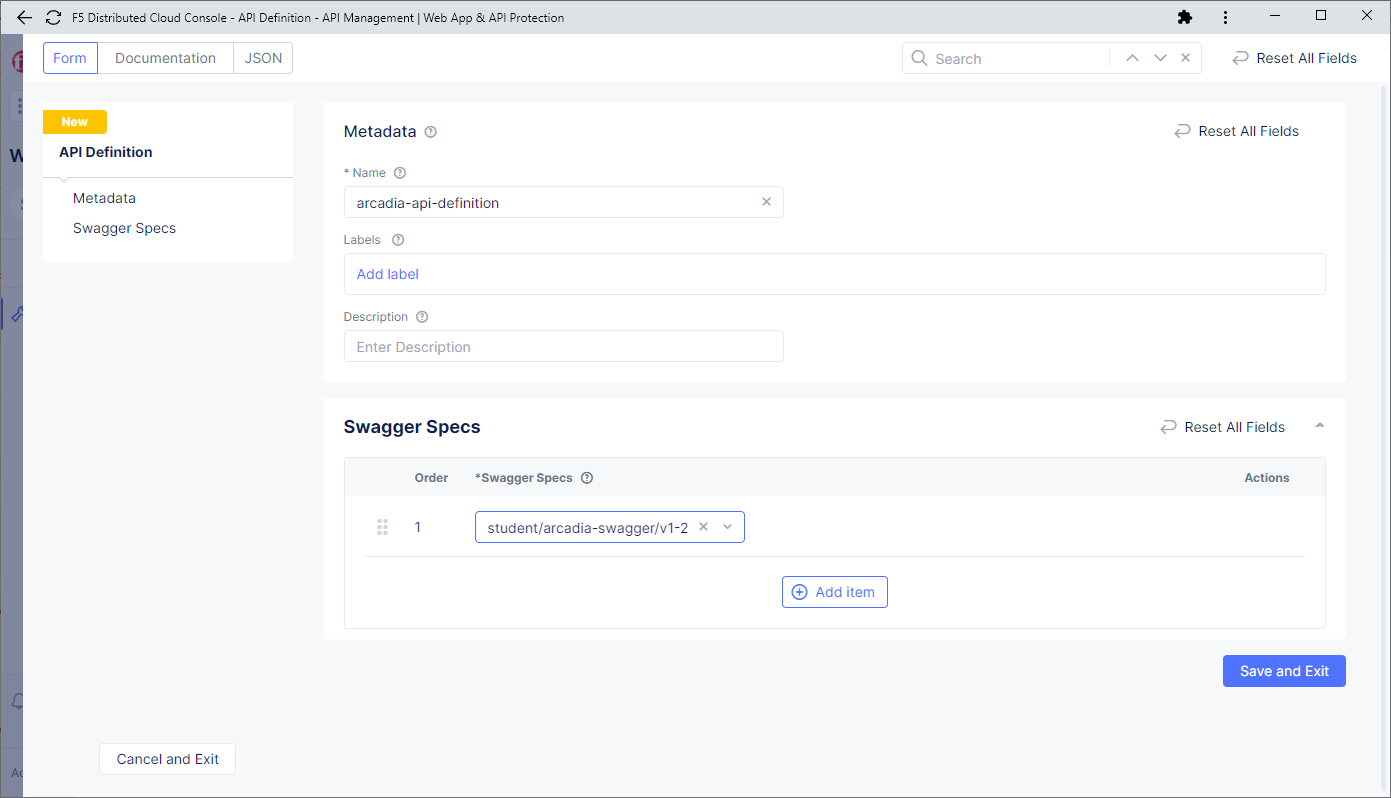 F5 Distributed Cloud Console - API Definition - API Management | Web App & API Protection
Form Documentation JSON
Search
Reset All Fields
New
API Definition
Metadata
Swagger Specs
Metadata
Reset All Fields
* Name
arcadia-api-definition
Labels
Add label
Description
Enter Description
Swagger Specs
Reset All Fields
Order *Swagger Specs Actions
1 student/arcadia-swagger/v1-2
Add item
Save and Exit
Cancel and Exit